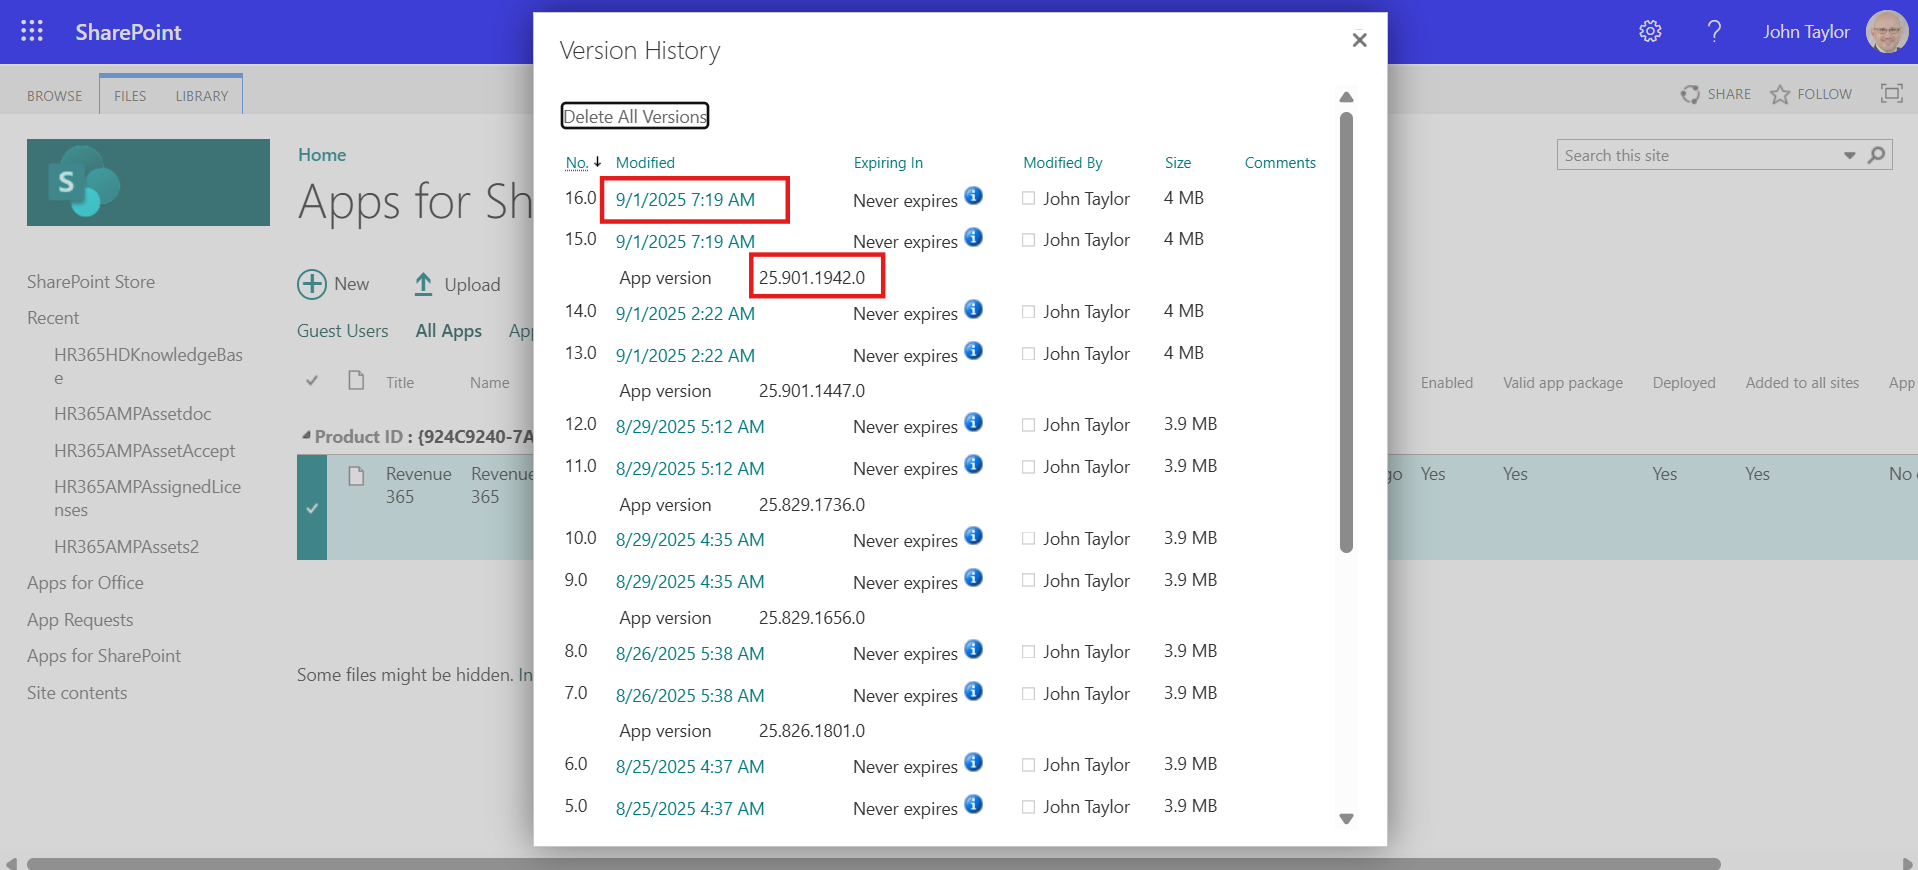 SharePoint
John Taylor
BROWSE
FILES
LIBRARY
SHARE
FOLLOW
S
Home
Apps for Sh
Search this site
SharePoint Store
Recent
HR365HDKnowledgeBas
e
HR365AMPAssetdoc
HR365AMPAssetAccept
HR365AMPAssignedLice
nses
HR365AMPAssets2
Apps for Office
App Requests
Apps for SharePoint
Site contents
New
Upload
Guest Users
All Apps
App
Title
Name
Enabled
Valid app package
Deployed
Added to all sites
App
Product ID : {924C9240-7A
Revenue
365
Revenue
365
go
Yes
Yes
Yes
Yes
No
Some files might be hidden. In
Version History
Delete All Versions
No. Modified Expiring In Modified By Size Comments
16.0 9/1/2025 7:19 AM Never expires John Taylor 4 MB
15.0 9/1/2025 7:19 AM Never expires John Taylor 4 MB
App version 25.901.1942.0
14.0 9/1/2025 2:22 AM Never expires John Taylor 4 MB
13.0 9/1/2025 2:22 AM Never expires John Taylor 4 MB
App version 25.901.1447.0
12.0 8/29/2025 5:12 AM Never expires John Taylor 3.9 MB
11.0 8/29/2025 5:12 AM Never expires John Taylor 3.9 MB
App version 25.829.1736.0
10.0 8/29/2025 4:35 AM Never expires John Taylor 3.9 MB
9.0 8/29/2025 4:35 AM Never expires John Taylor 3.9 MB
App version 25.829.1656.0
8.0 8/26/2025 5:38 AM Never expires John Taylor 3.9 MB
7.0 8/26/2025 5:38 AM Never expires John Taylor 3.9 MB
App version 25.826.1801.0
6.0 8/25/2025 4:37 AM Never expires John Taylor 3.9 MB
5.0 8/25/2025 4:37 AM Never expires John Taylor 3.9 MB